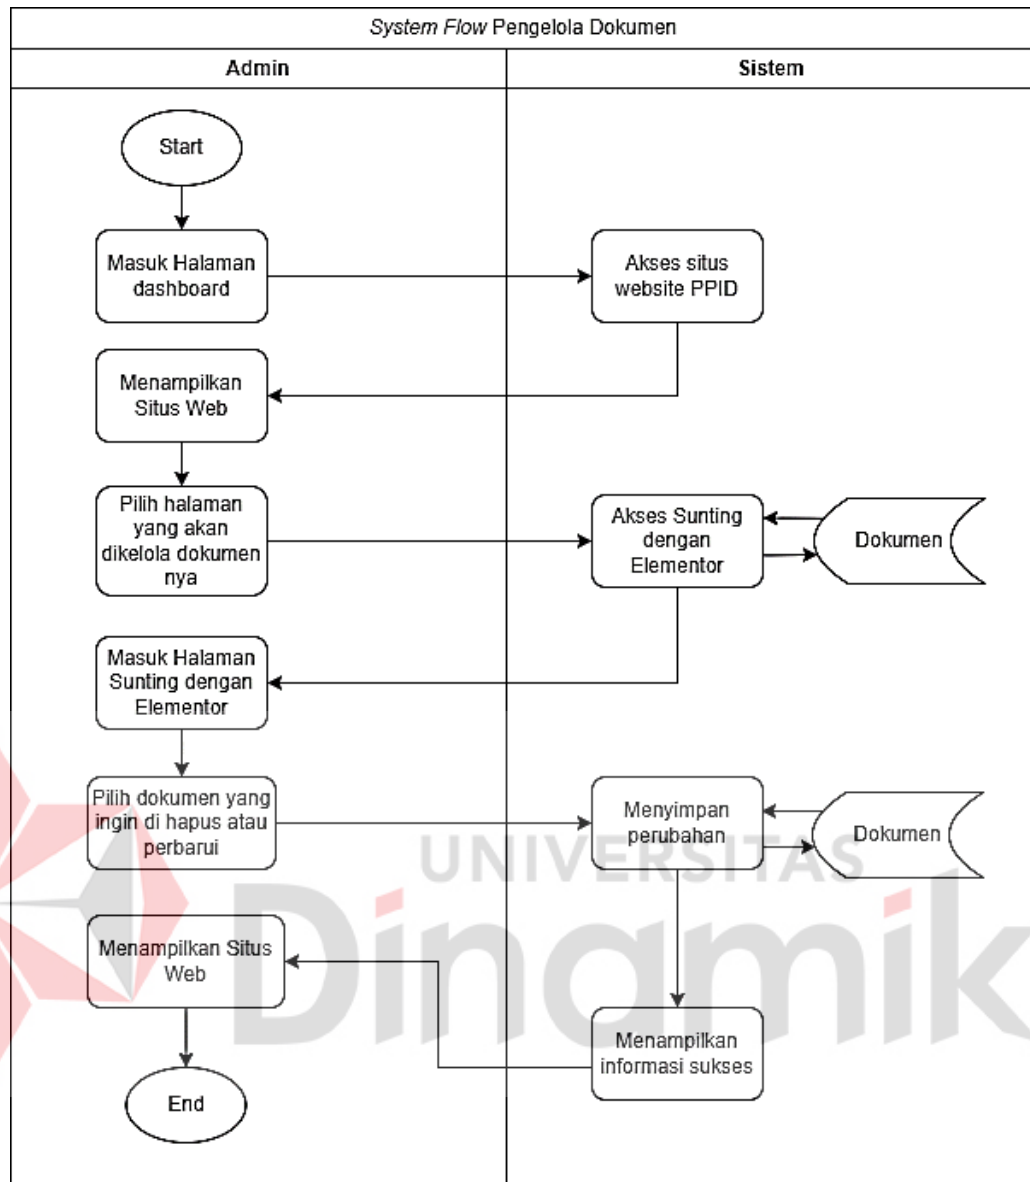 System Flow Pengelola Dokumen
Admin
Sistem
Start
Masuk Halaman
dashboard
Akses situs
website PPID
Menampilkan
Situs Web
Pilih halaman
yang akan
dikelola dokumen
nya
Akses Sunting
dengan
Elementor
Dokumen
Masuk Halaman
Sunting dengan
Elementor
Pilih dokumen yang
ingin di hapus atau
perbarui
Menyimpan
perubahan
Dokumen
UNIVERSITAS
Dinamika
Menampilkan Situs
Web
Menampilkan
informasi sukses
End